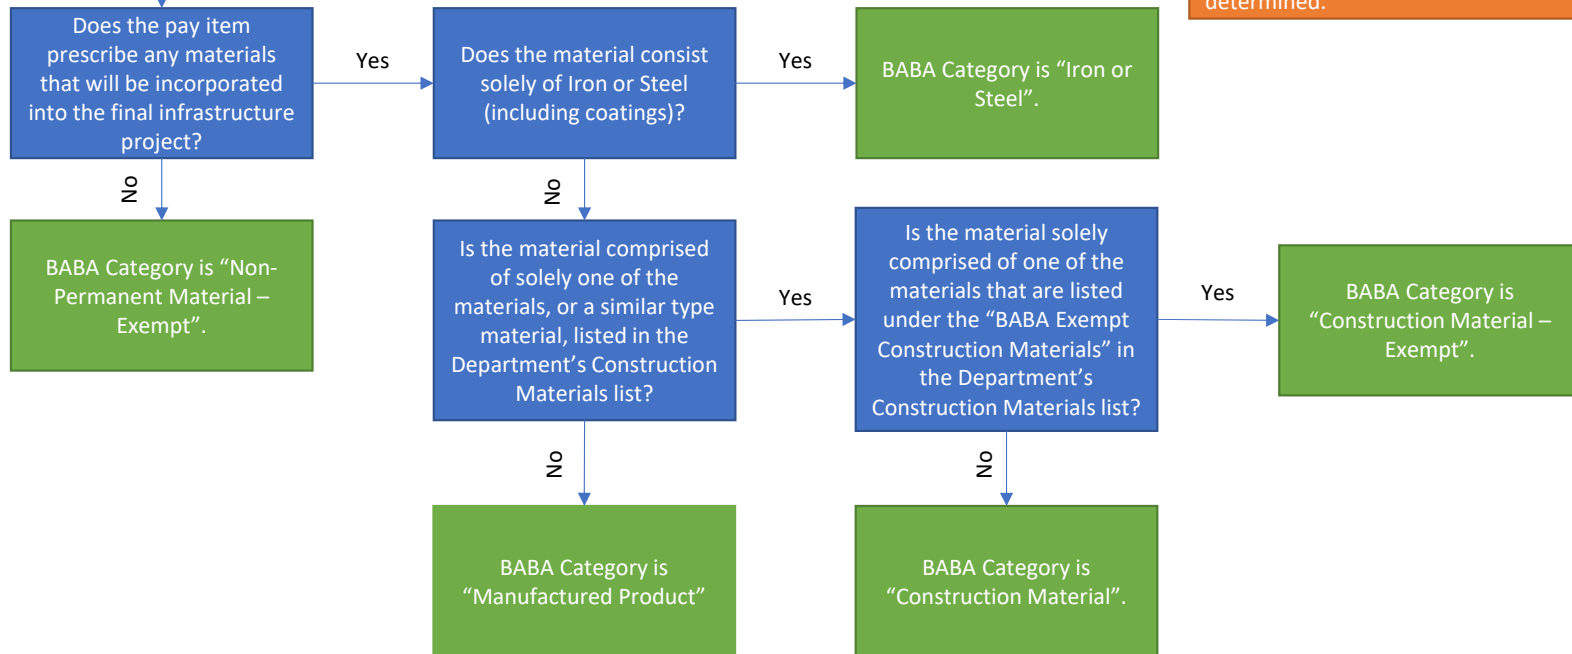 determined.
Does the pay item
prescribe any materials
that will be incorporated
into the final infrastructure
project?
Yes
Does the material consist
solely of Iron or Steel
(including coatings)?
Yes
BABA Category is “Iron or
Steel”.
No
No
BABA Category is “Non-
Permanent Material –
Exempt”.
Is the material comprised
of solely one of the
materials, or a similar type
material, listed in the
Department’s Construction
Materials list?
Yes
Is the material solely
comprised of one of the
materials that are listed
under the “BABA Exempt
Construction Materials” in
the Department’s
Construction Materials list?
Yes
BABA Category is
“Construction Material –
Exempt”.
No
No
BABA Category is
“Manufactured Product”
BABA Category is
“Construction Material”.